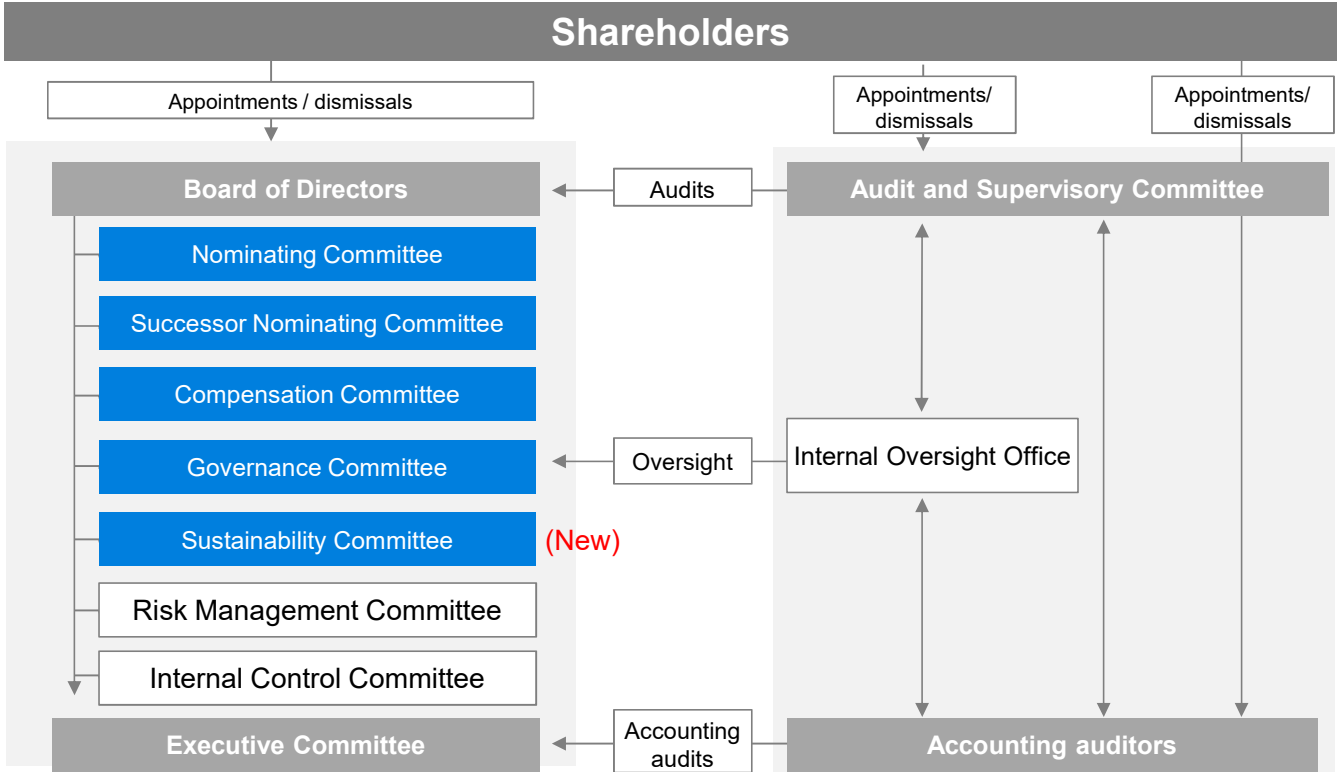 Shareholders
Appointments / dismissals
Appointments/
dismissals
Appointments/
dismissals
Board of Directors
Audits
Audit and Supervisory Committee
Nominating Committee
Successor Nominating Committee
Compensation Committee
Governance Committee
Oversight
Internal Oversight Office
Sustainability Committee
(New)
Risk Management Committee
Internal Control Committee
Executive Committee
Accounting
audits
Accounting auditors